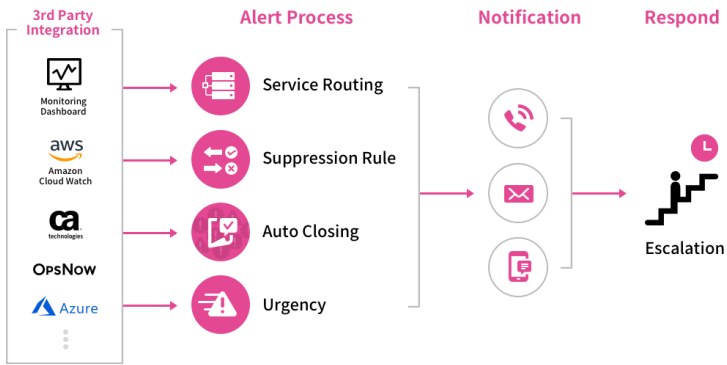 3rd Party
Integration
Alert Process
Notification
Respond
Monitoring
Dashboard
aws
Amazon
Cloud Watch
ca
technologies
OpsNow
Azure
Service Routing
Suppression Rule
Auto Closing
Urgency
Escalation